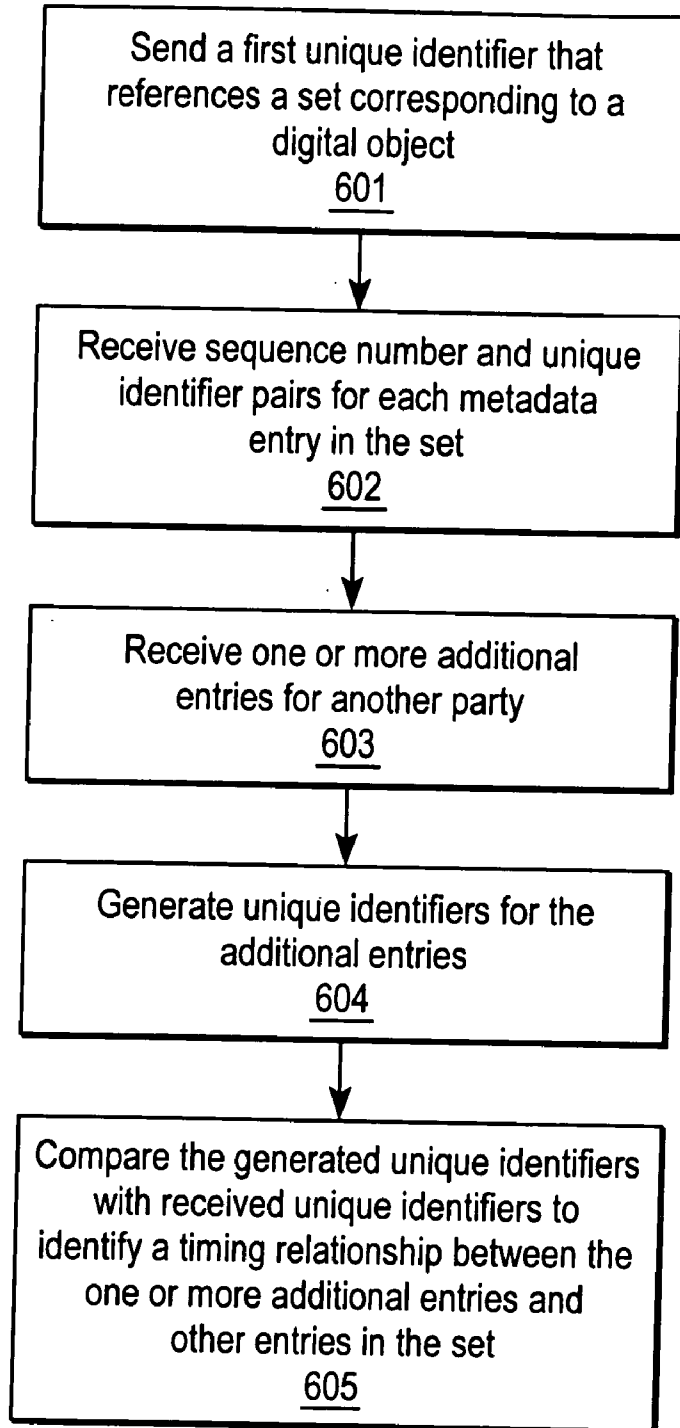 Send a first unique identifier that
references a set corresponding to a
digital object
601
Receive sequence number and unique
identifier pairs for each metadata
entry in the set
602
Receive one or more additional
entries for another party
603
Generate unique identifiers for the
additional entries
604
Compare the generated unique identifiers
with received unique identifiers to
identify a timing relationship between the
one or more additional entries and
other entries in the set
605